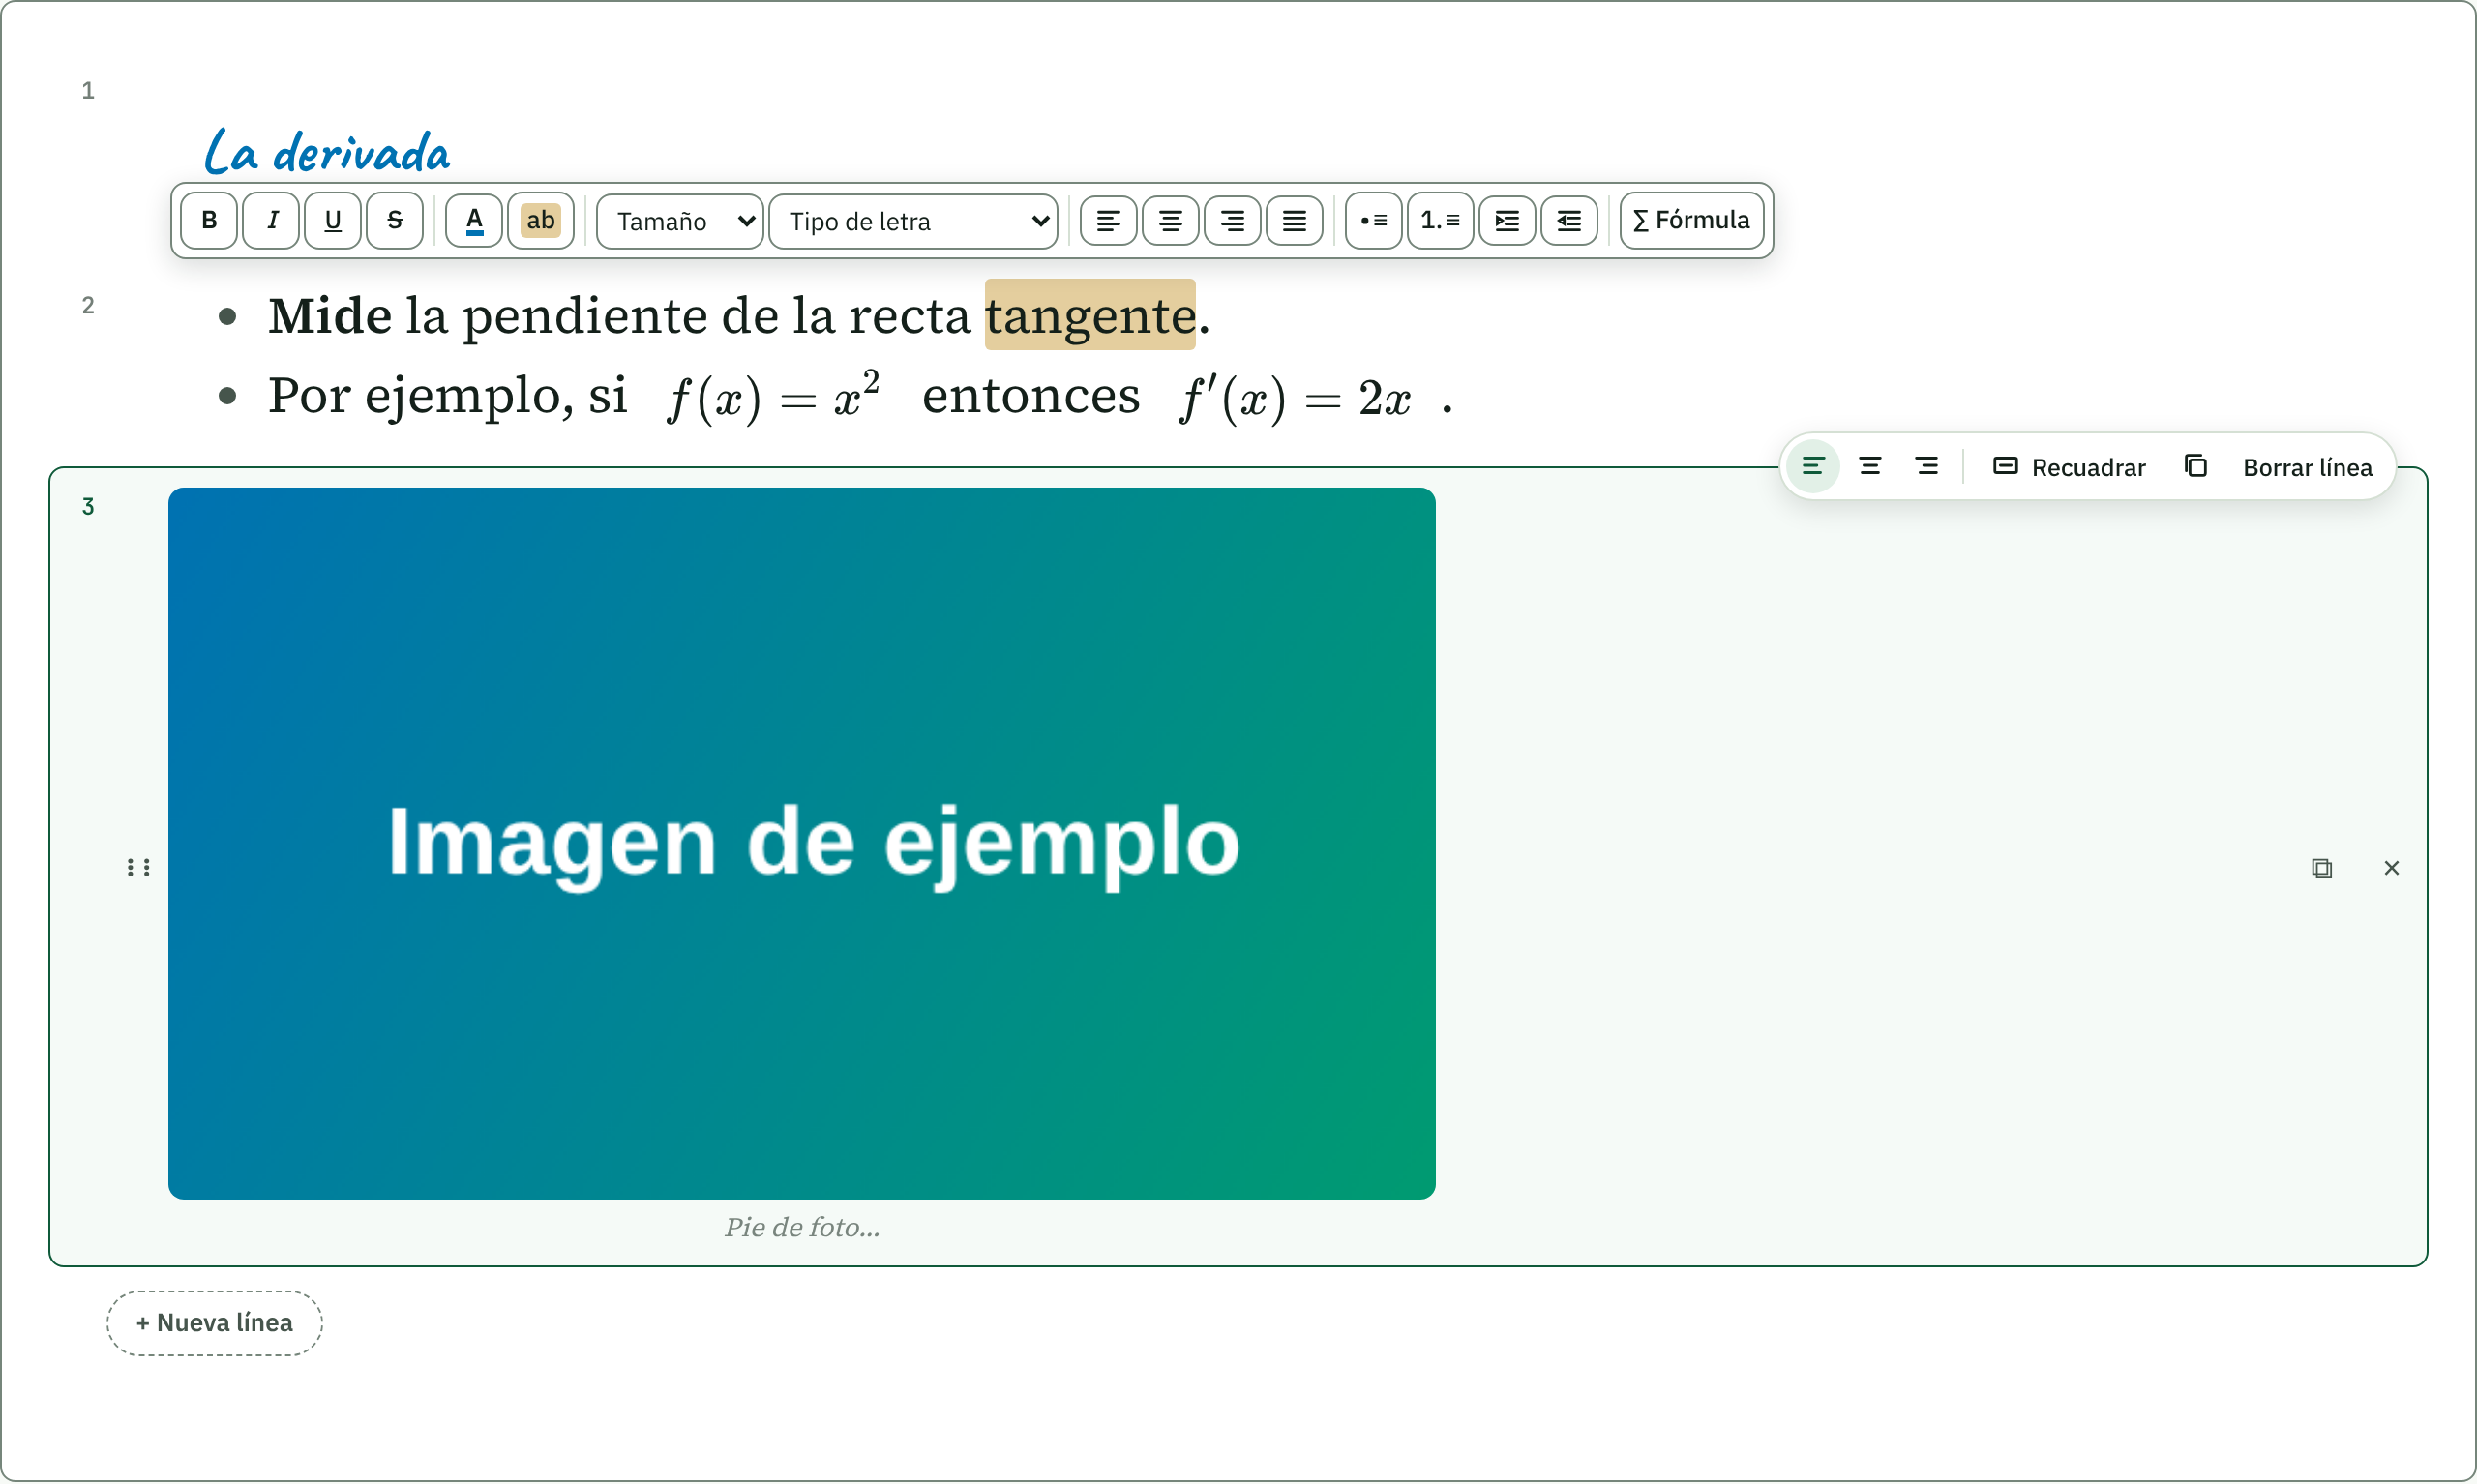 1
La derivada
B I U S A ab Tamaño Tipo de letra 1. ∑ Fórmula
2
• Mide la pendiente de la recta tangente.
• Por ejemplo, si f(x) = x² entonces f′(x) = 2x .
Recuadrar Borrar línea
3
Imagen de ejemplo
Pie de foto...
+ Nueva línea